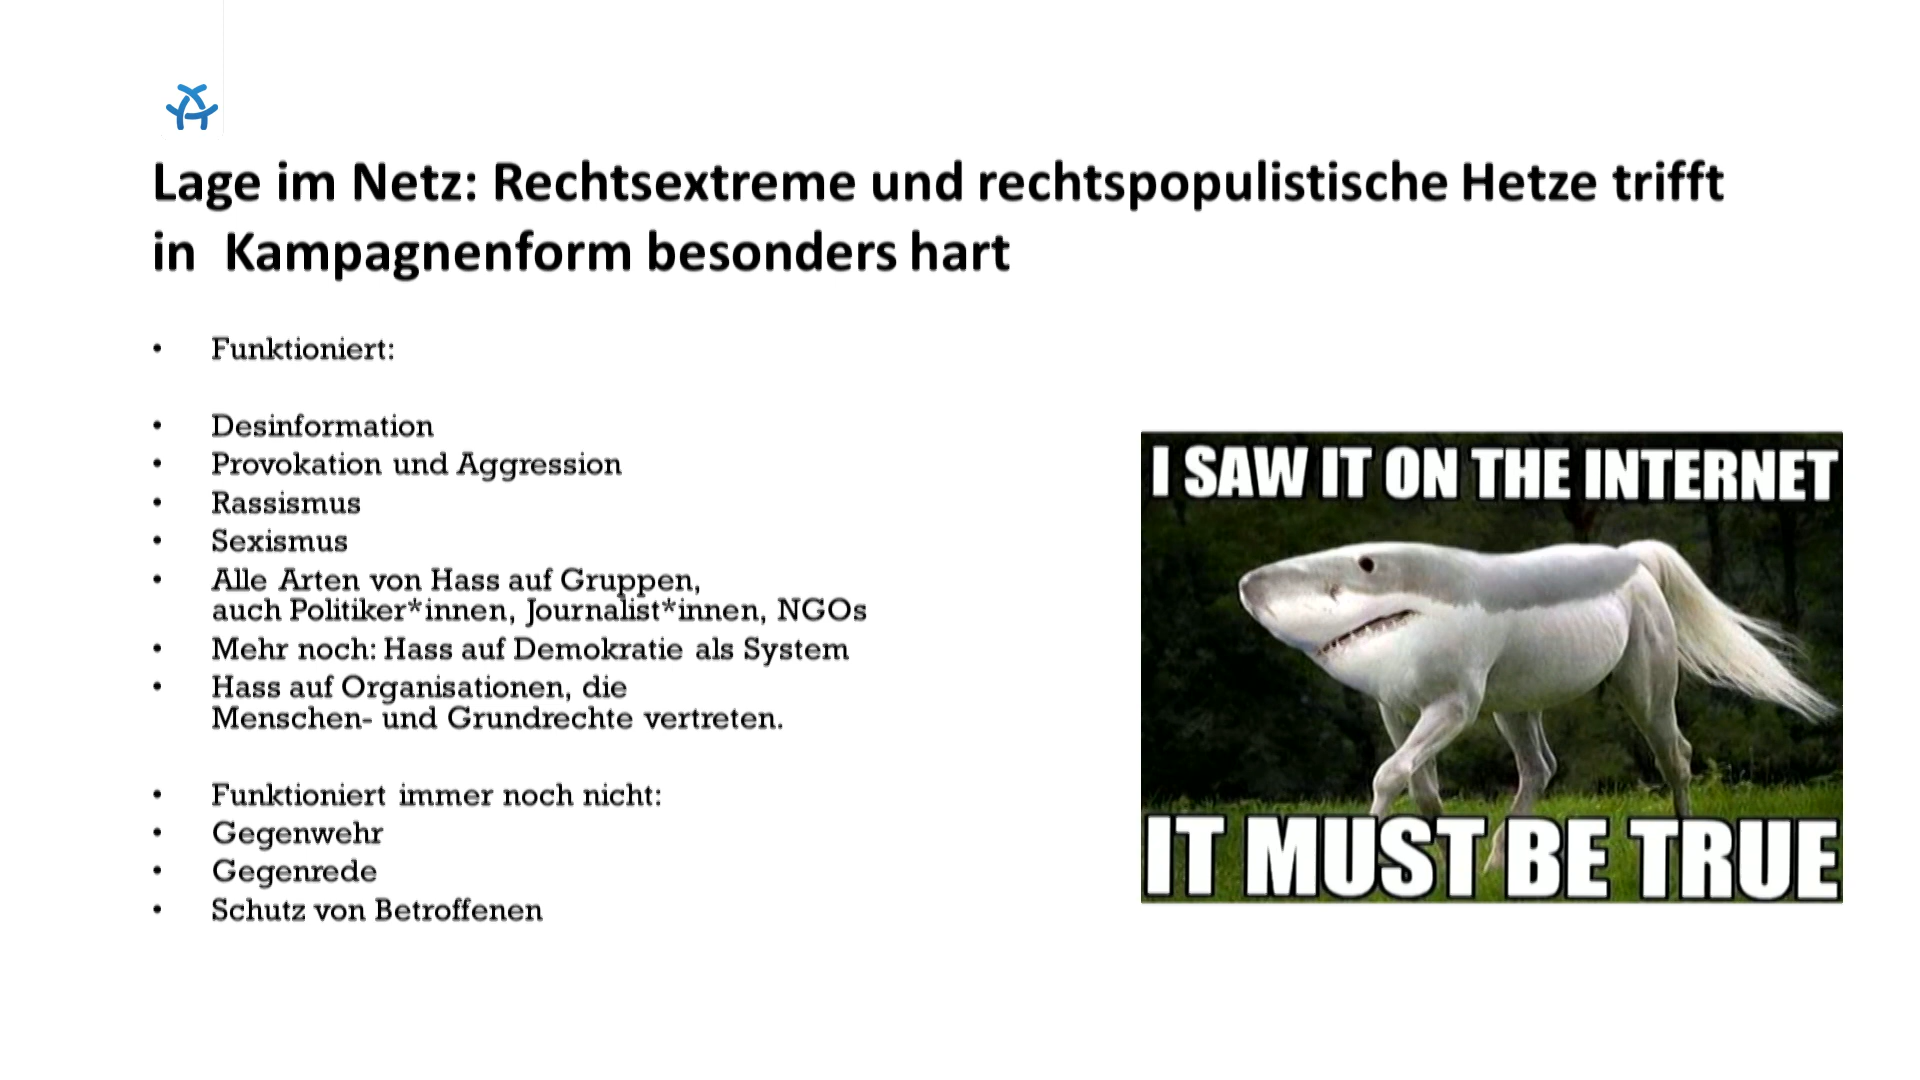 Lage im Netz: Rechtsextreme und rechtspopulistische Hetze trifft
in Kampagnenform besonders hart
• Funktioniert:
• Desinformation
• Provokation und Aggression
• Rassismus
• Sexismus
• Alle Arten von Hass auf Gruppen,
auch Politiker*innen, Journalist*innen, NGOs
• Mehr noch: Hass auf Demokratie als System
• Hass auf Organisationen, die
Menschen- und Grundrechte vertreten.
• Funktioniert immer noch nicht:
• Gegenwehr
• Gegenrede
• Schutz von Betroffenen
I SAW IT ON THE INTERNET
IT MUST BE TRUE